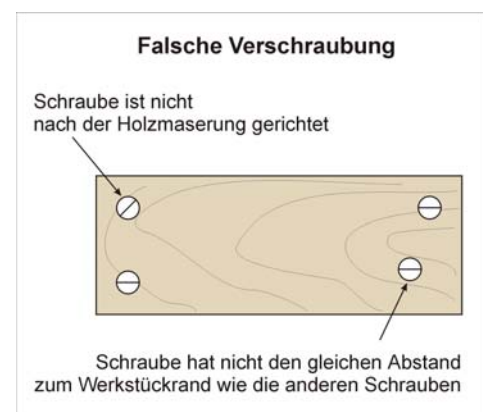 Falsche Verschraubung
Schraube ist nicht
nach der Holzmaserung gerichtet
Schraube hat nicht den gleichen Abstand
zum Werkstückrand wie die anderen Schrauben